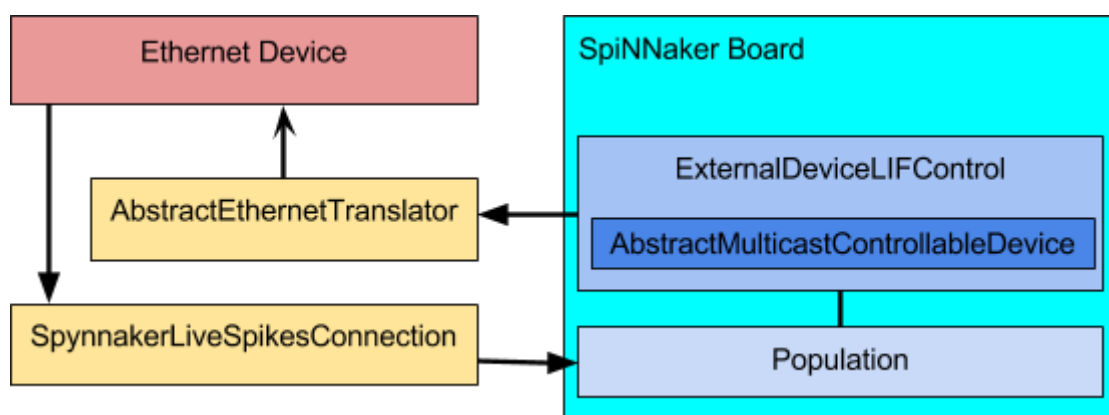 Ethernet Device
SpiNNaker Board
ExternalDeviceLIFControl
AbstractEthernetTranslator
AbstractMulticastControllableDevice
SpynnakerLiveSpikesConnection
Population